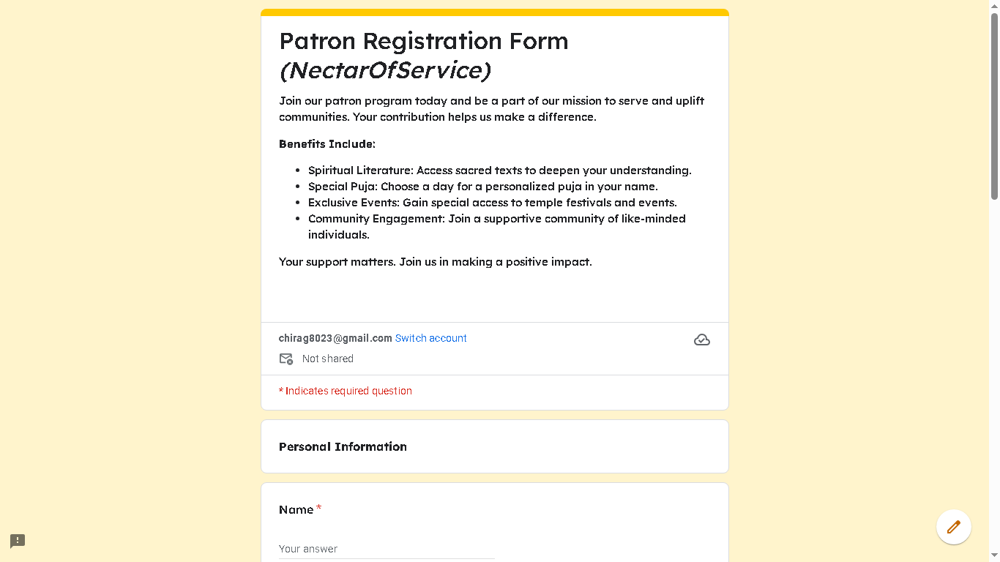 Patron Registration Form
(NectarOfService)
Join our patron program today and be a part of our mission to serve and uplift
communities. Your contribution helps us make a difference.
Benefits Include:
• Spiritual Literature: Access sacred texts to deepen your understanding.
• Special Puja: Choose a day for a personalized puja in your name.
• Exclusive Events: Gain special access to temple festivals and events.
• Community Engagement: Join a supportive community of like-minded
individuals.
Your support matters. Join us in making a positive impact.
chirag8023@gmail.com Switch account
Not shared
* Indicates required question
Personal Information
Name *
Your answer